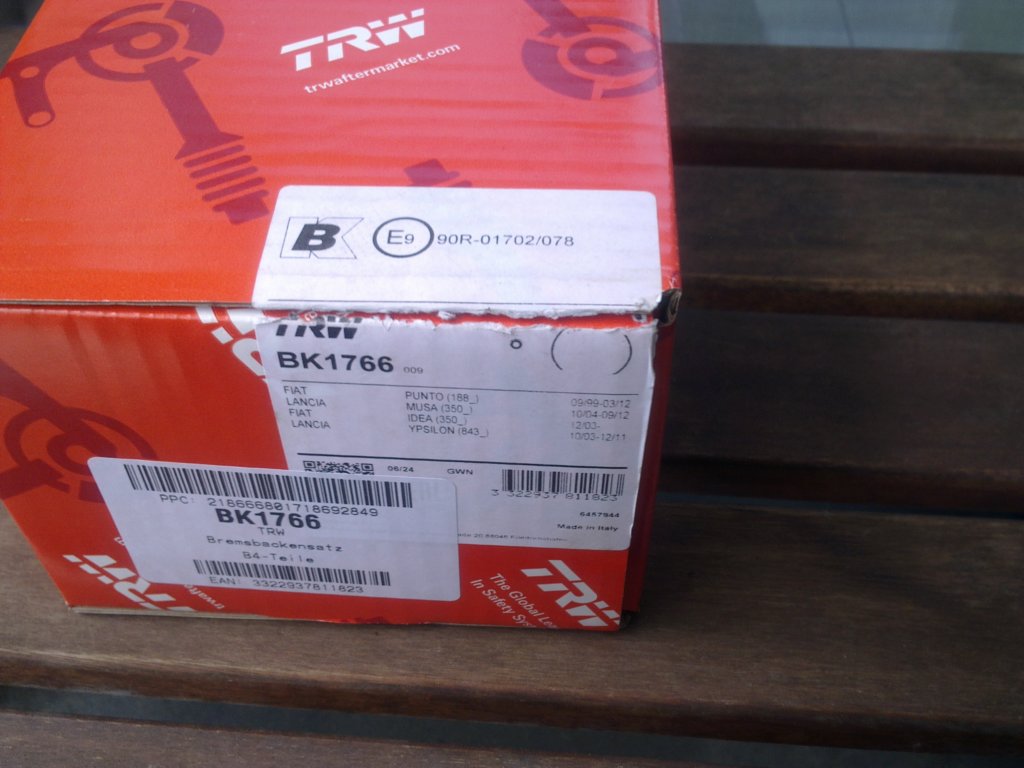 TRW
trwaftermarket.com
B
E9 90R-01702/078
TRW
BK1766 009
FIAT PUNTO (188_) 09/99-03/12
LANCIA MUSA (350_) 10/04-09/12
FIAT IDEA (350_) 12/03-
LANCIA YPSILON (843_) 10/03-12/11
06/24 GWN
3 322937 811823
6457944
Made in Italy
PPC: 218666801718692849
BK1766
TRW
Bremsbackensatz
B4-Teile
EAN: 3322937811823
TRW
The Global
In Safety